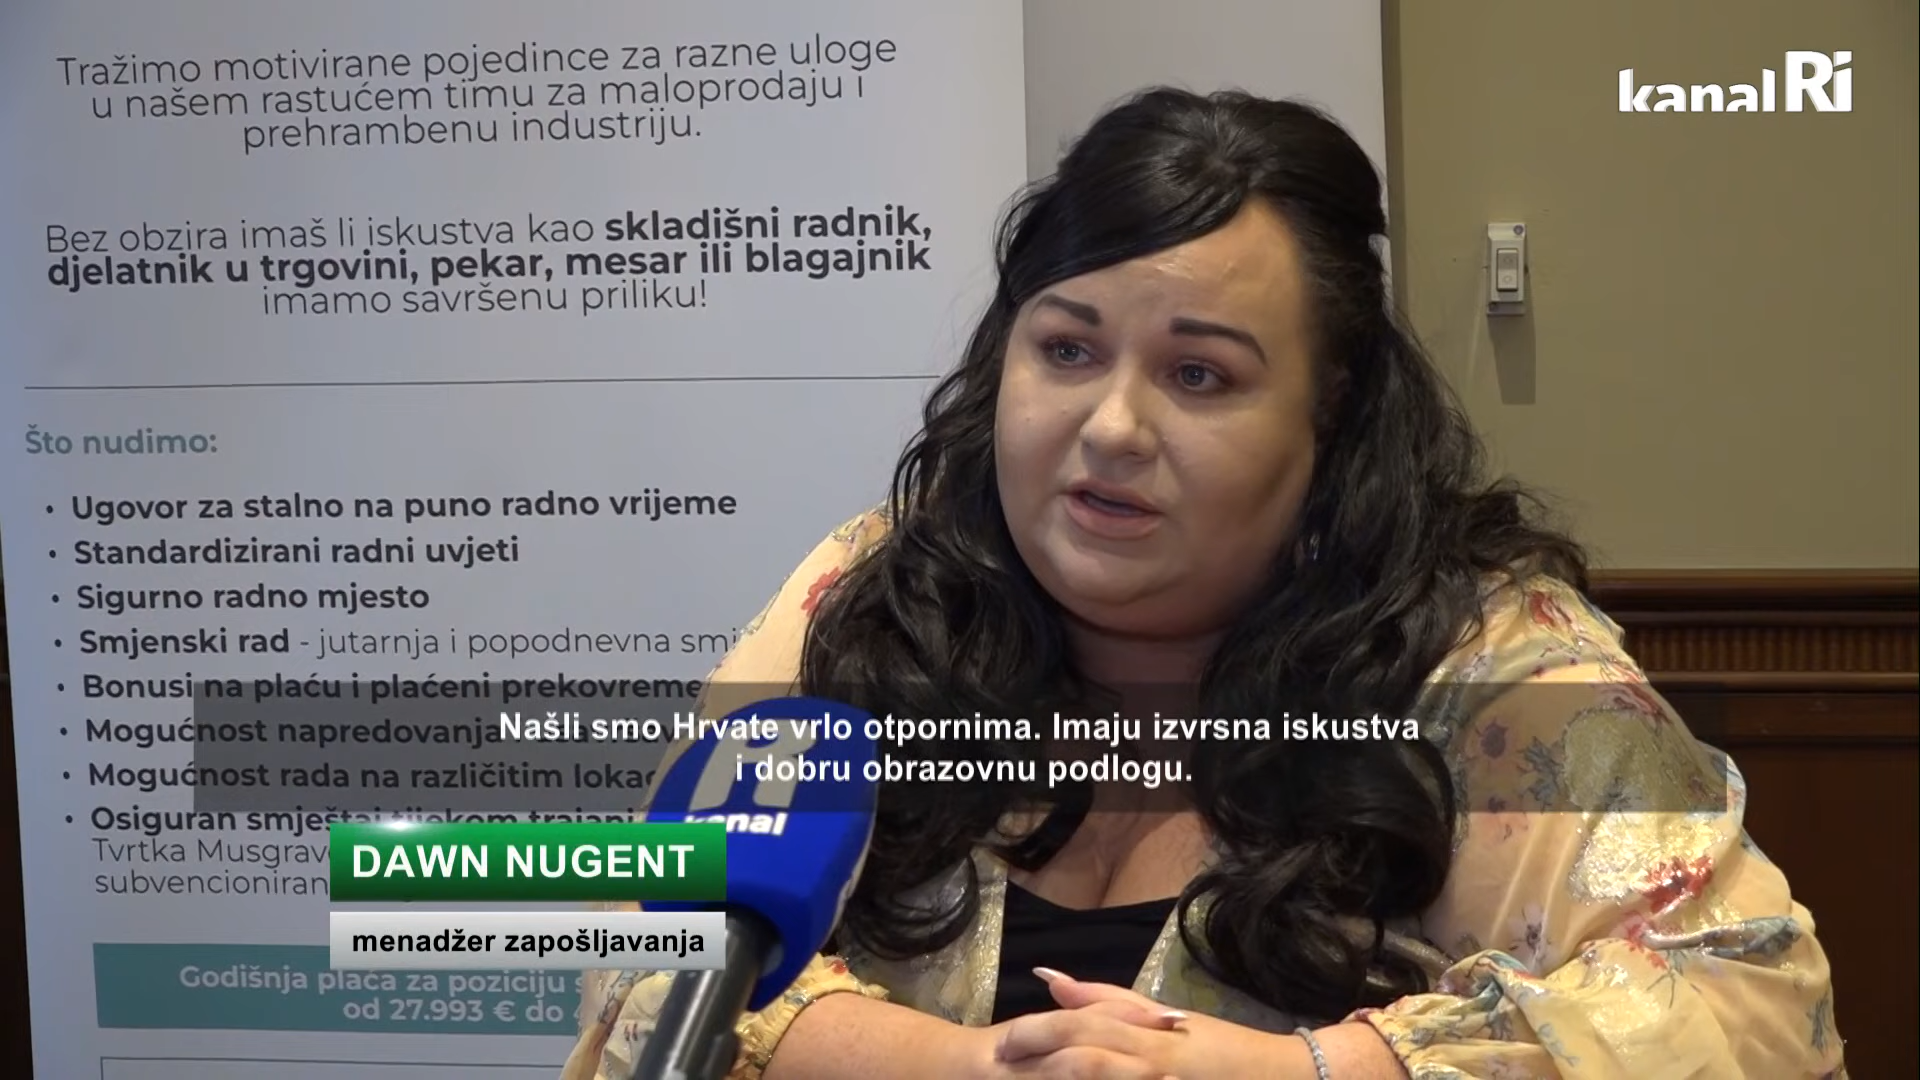 Tražimo motivirane pojedince za razne uloge
u našem rastućem timu za maloprodaju i
prehrambenu industriju.
kanal Ri
Bez obzira imaš li iskustva kao skladišni radnik,
djelatnik u trgovini, pekar, mesar ili blagajnik
imamo savršenu priliku!
Što nudimo:
• Ugovor za stalno na puno radno vrijeme
• Standardizirani radni uvjeti
• Sigurno radno mjesto
• Smjenski rad - jutarnja i popodnevna
• Bonusi na plaću i plaćeni prekovreme
• Mogućnost napredovanja
• Mogućnost rada na različitim
• Osiguran smještaj tijekom
Tvrtka
Našli smo Hrvate vrlo otpornima. Imaju izvrsna iskustva
i dobru obrazovnu podlogu.
kanal
DAWN NUGENT
menadžer zapošljavanja
Godišnja plaća za poziciju
od 27.993 € do